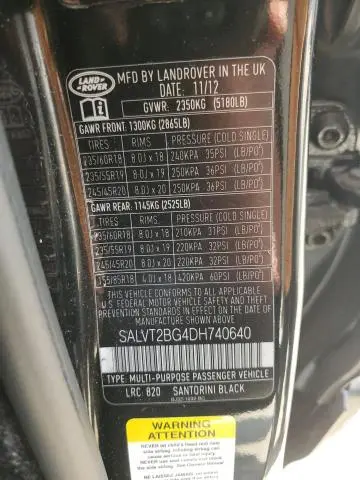 LAND
ROVER
MFD BY LANDROVER IN THE UK
DATE: 11/12
GVWR: 2350KG (5180LB)
GAWR FRONT: 1300KG (2865LB)
TIRES RIMS PRESSURE (COLD SINGLE)
235/60R18 8.0J x 18 240KPA 35PSI (LB/PO²)
235/55R19 8.0J x 19 250KPA 36PSI (LB/PO²)
245/45R20 8.0J x 20 250KPA 36PSI (LB/PO²)
GAWR REAR: 1145KG (2525LB)
TIRES RIMS PRESSURE (COLD SINGLE)
235/60R18 8.0J x 18 210KPA 31PSI (LB/PO²)
235/55R19 8.0J x 19 220KPA 32PSI (LB/PO²)
245/45R20 8.0J x 20 220KPA 32PSI (LB/PO²)
T155/85R18 4.0J x 18 420KPA 60PSI (LB/PO²)
THIS VEHICLE CONFORMS TO ALL APPLICABLE
FEDERAL MOTOR VEHICLE SAFETY AND THEFT
PREVENTION STANDARDS IN EFFECT ON THE DATE
OF MANUFACTURE SHOWN ABOVE
SALVT2BG4DH740640
TYPE: MULTI-PURPOSE PASSENGER VEHICLE
LRC: 820 SANTORINI BLACK
WARNING
ATTENTION